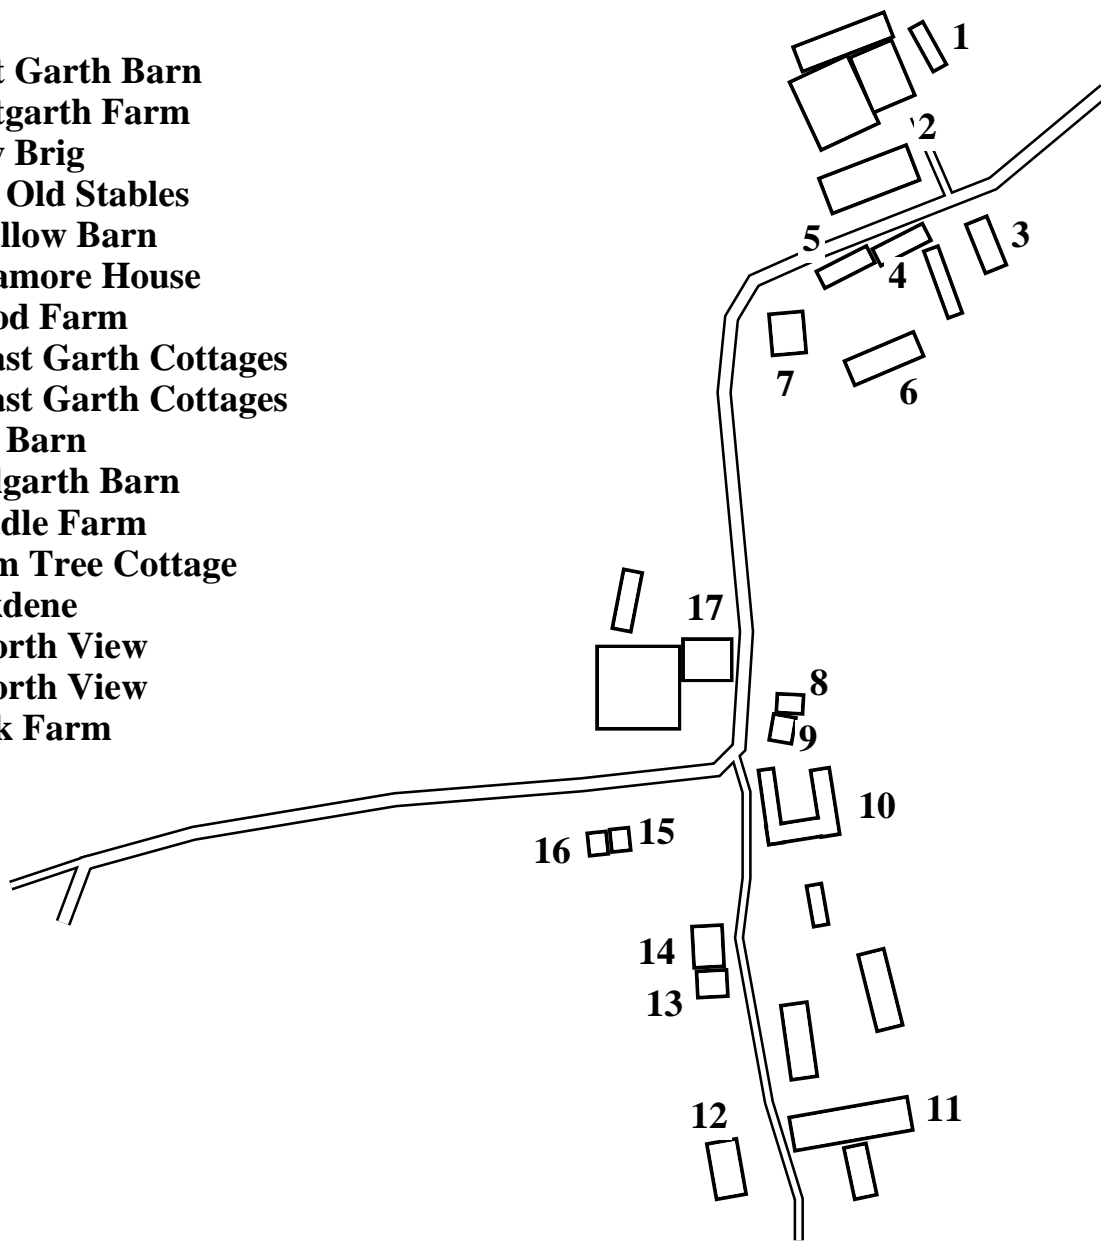 t Garth Barn
tgarth Farm
y Brig
Old Stables
llow Barn
amore House
od Farm
ast Garth Cottages
ast Garth Cottages
Barn
lgarth Barn
dle Farm
m Tree Cottage
kdene
orth View
orth View
k Farm
1
2
3
5
4
7
6
17
8
9
10
16 15
14
13
12
11